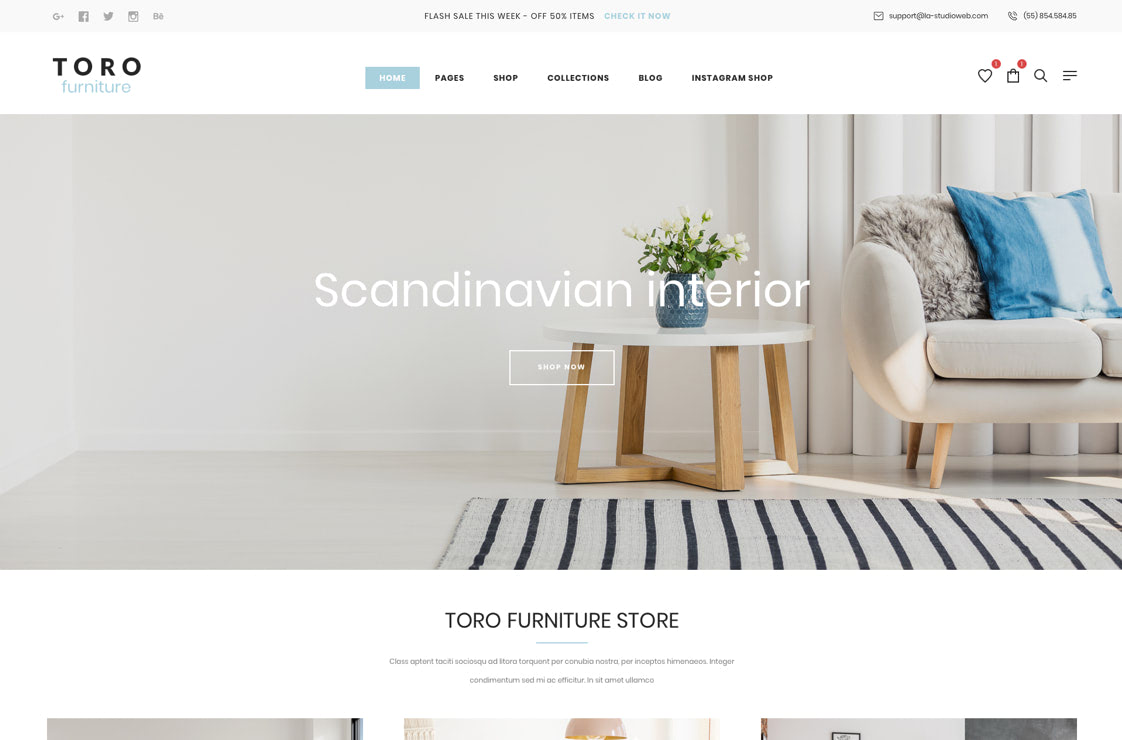 G+
Bē
FLASH SALE THIS WEEK - OFF 50% ITEMS CHECK IT NOW
support@la-studioweb.com
(55) 854.584.85
TORO
furniture
HOME
PAGES
SHOP
COLLECTIONS
BLOG
INSTAGRAM SHOP
1
1
Scandinavian interior
SHOP NOW
TORO FURNITURE STORE
Class aptent taciti sociosqu ad litora torquent per conubia nostra, per inceptos himenaeos. Integer
condimentum sed mi ac efficitur. In sit amet ullamco